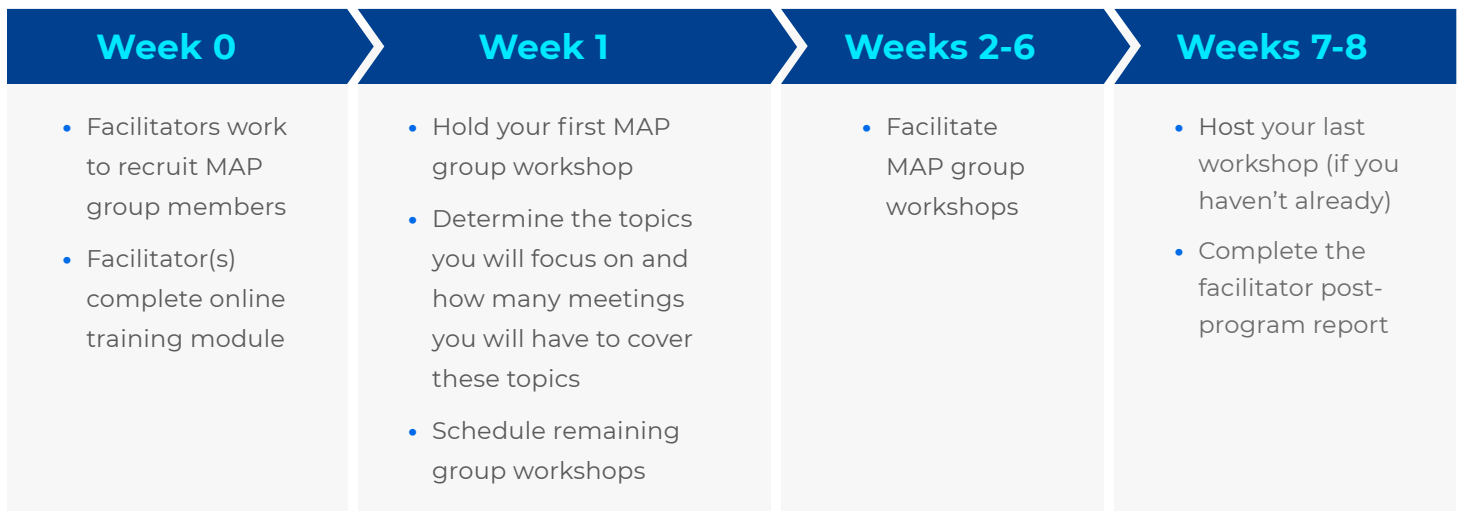 Week 0
• Facilitators work
to recruit MAP
group members
• Facilitator(s)
complete online
training module
Week 1
• Hold your first MAP
group workshop
• Determine the topics
you will focus on and
how many meetings
you will have to cover
these topics
• Schedule remaining
group workshops
Weeks 2-6
• Facilitate
MAP group
workshops
Weeks 7-8
• Host your last
workshop (if you
haven’t already)
• Complete the
facilitator post-
program report